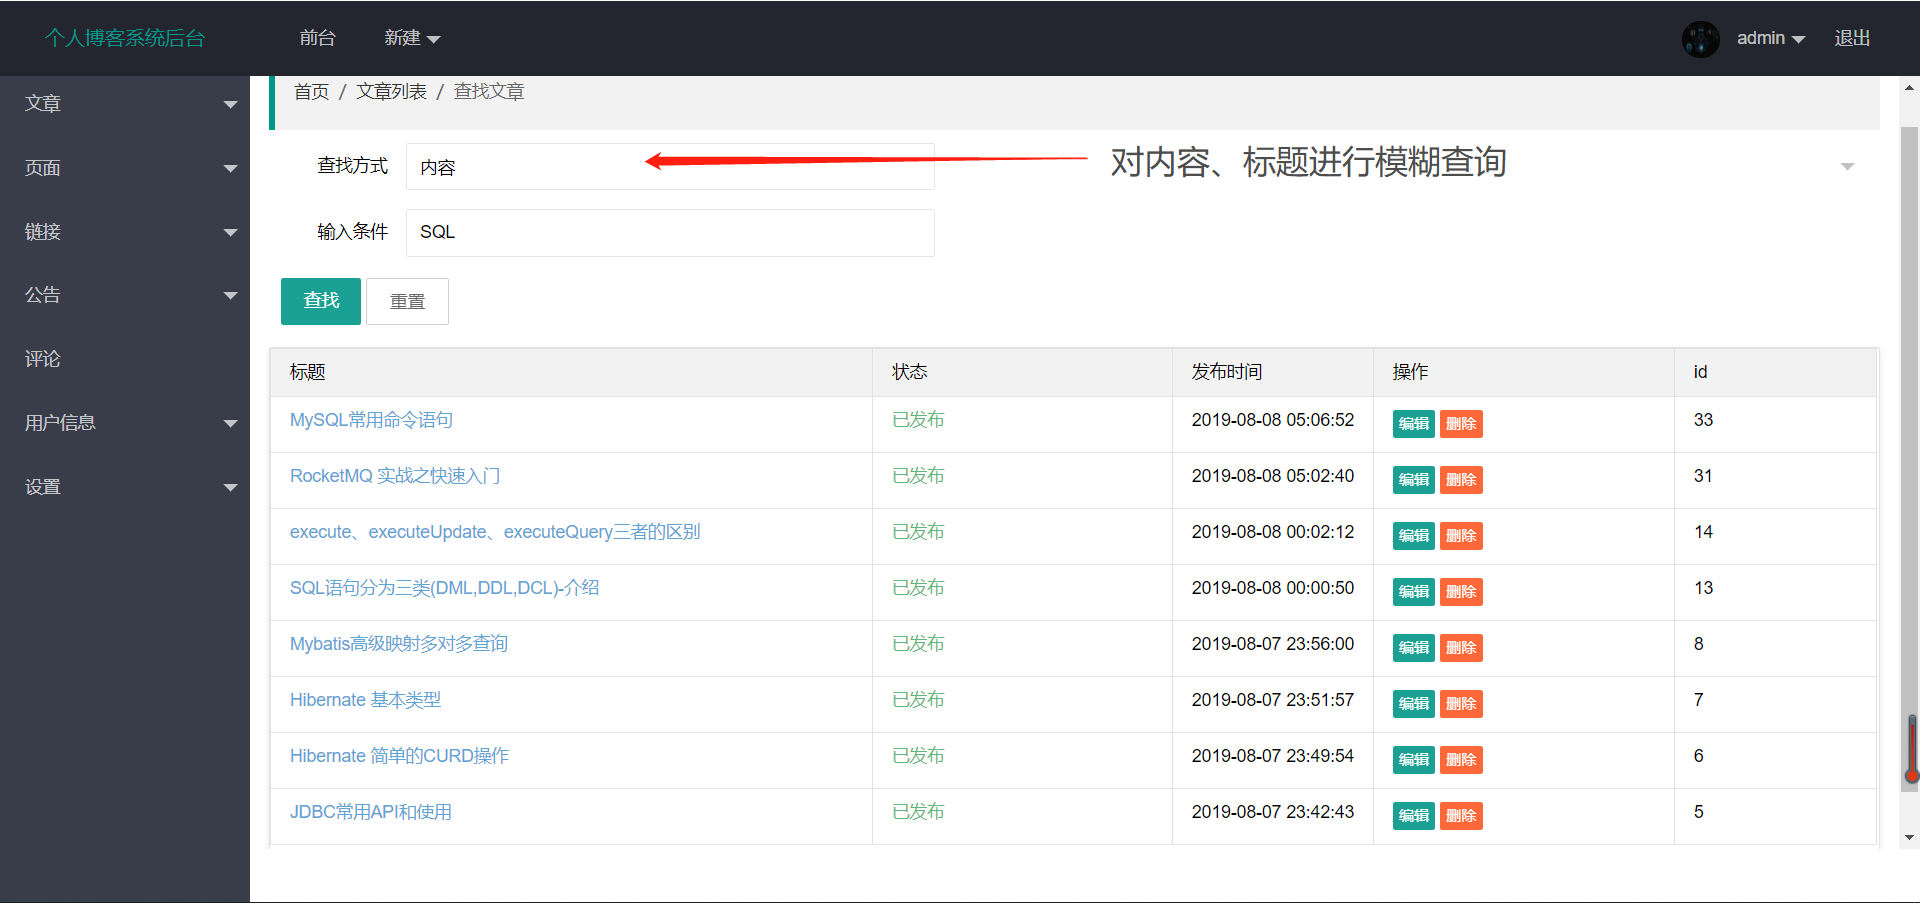 个人博客系统后台 前台 新建 admin 退出
文章
页面
链接
公告
评论
用户信息
设置
首页 / 文章列表 / 查找文章
查找方式 内容 对内容、标题进行模糊查询
输入条件 SQL
查找 重置
标题 状态 发布时间 操作 id
MySQL常用命令语句 已发布 2019-08-08 05:06:52 编辑 删除 33
RocketMQ 实战之快速入门 已发布 2019-08-08 05:02:40 编辑 删除 31
execute、executeUpdate、executeQuery三者的区别 已发布 2019-08-08 00:02:12 编辑 删除 14
SQL语句分为三类(DML,DDL,DCL)-介绍 已发布 2019-08-08 00:00:50 编辑 删除 13
Mybatis高级映射多对多查询 已发布 2019-08-07 23:56:00 编辑 删除 8
Hibernate 基本类型 已发布 2019-08-07 23:51:57 编辑 删除 7
Hibernate 简单的CURD操作 已发布 2019-08-07 23:49:54 编辑 删除 6
JDBC常用API和使用 已发布 2019-08-07 23:42:43 编辑 删除 5